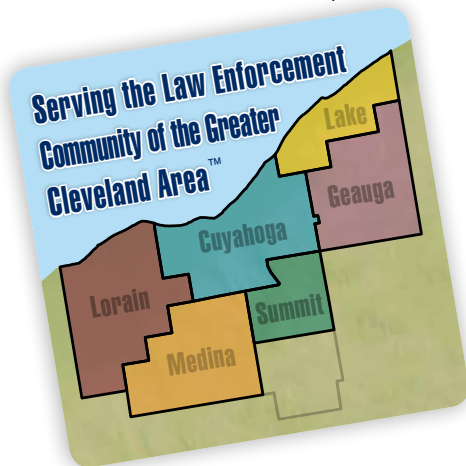 Serving the Law Enforcement
Community of the Greater
Cleveland Area™
Lake
Geauga
Cuyahoga
Lorain
Summit
Medina